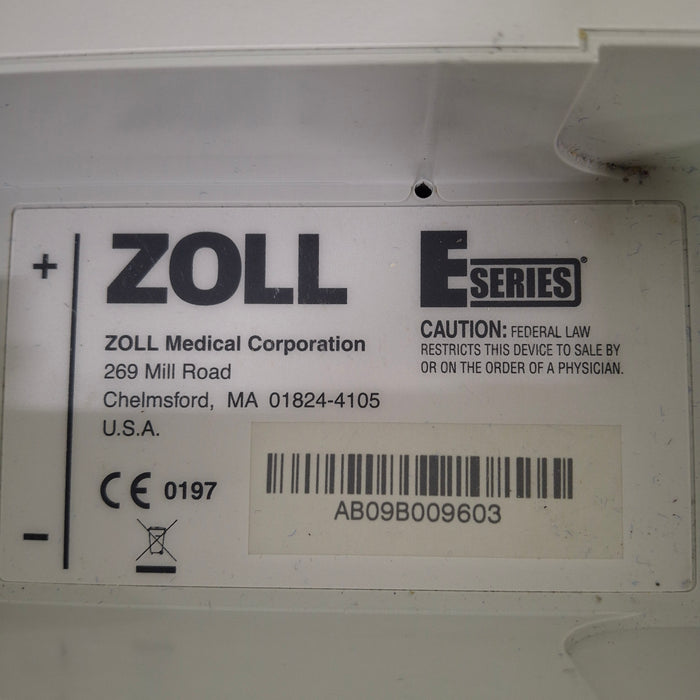 +
ZOLL
E SERIES®
CAUTION: FEDERAL LAW
RESTRICTS THIS DEVICE TO SALE BY
OR ON THE ORDER OF A PHYSICIAN.
ZOLL Medical Corporation
269 Mill Road
Chelmsford, MA 01824-4105
U.S.A.
CE 0197
AB09B009603
−